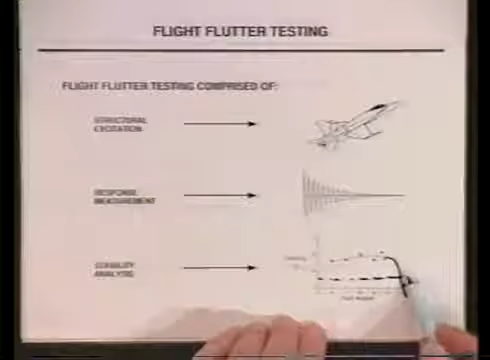 FLIGHT FLUTTER TESTING
FLIGHT FLUTTER TESTING COMPRISED OF:
STRUCTURAL
EXCITATION
RESPONSE
MEASUREMENT
STABILITY
ANALYSIS